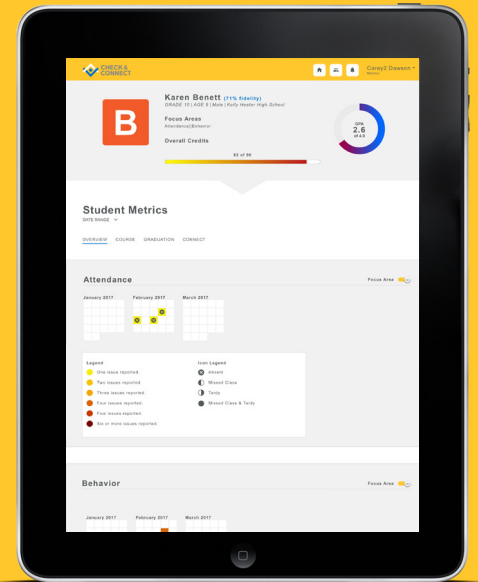 CHECK &
CONNECT
Carey2 Dawson
Mentor
B
Karen Benett (71% fidelity)
GRADE 10 | AGE 8 | Male | Kelly Heater High School
Focus Areas
Attendance||Behavior
Overall Credits
GPA
2.6
of 4.0
Student Metrics
DATE RANGE
OVERVIEW COURSE GRADUATION CONNECT
Attendance
Focus Area
January 2017 February 2017 March 2017
Legend
Icon Legend
One issue reported.
Absent
Two issues reported.
Missed Class
Three issues reported.
Tardy
Four issues reported.
Missed Class & Tardy
Five issues reported.
Six or more issues reported.
Behavior
Focus Area
January 2017 February 2017 March 2017